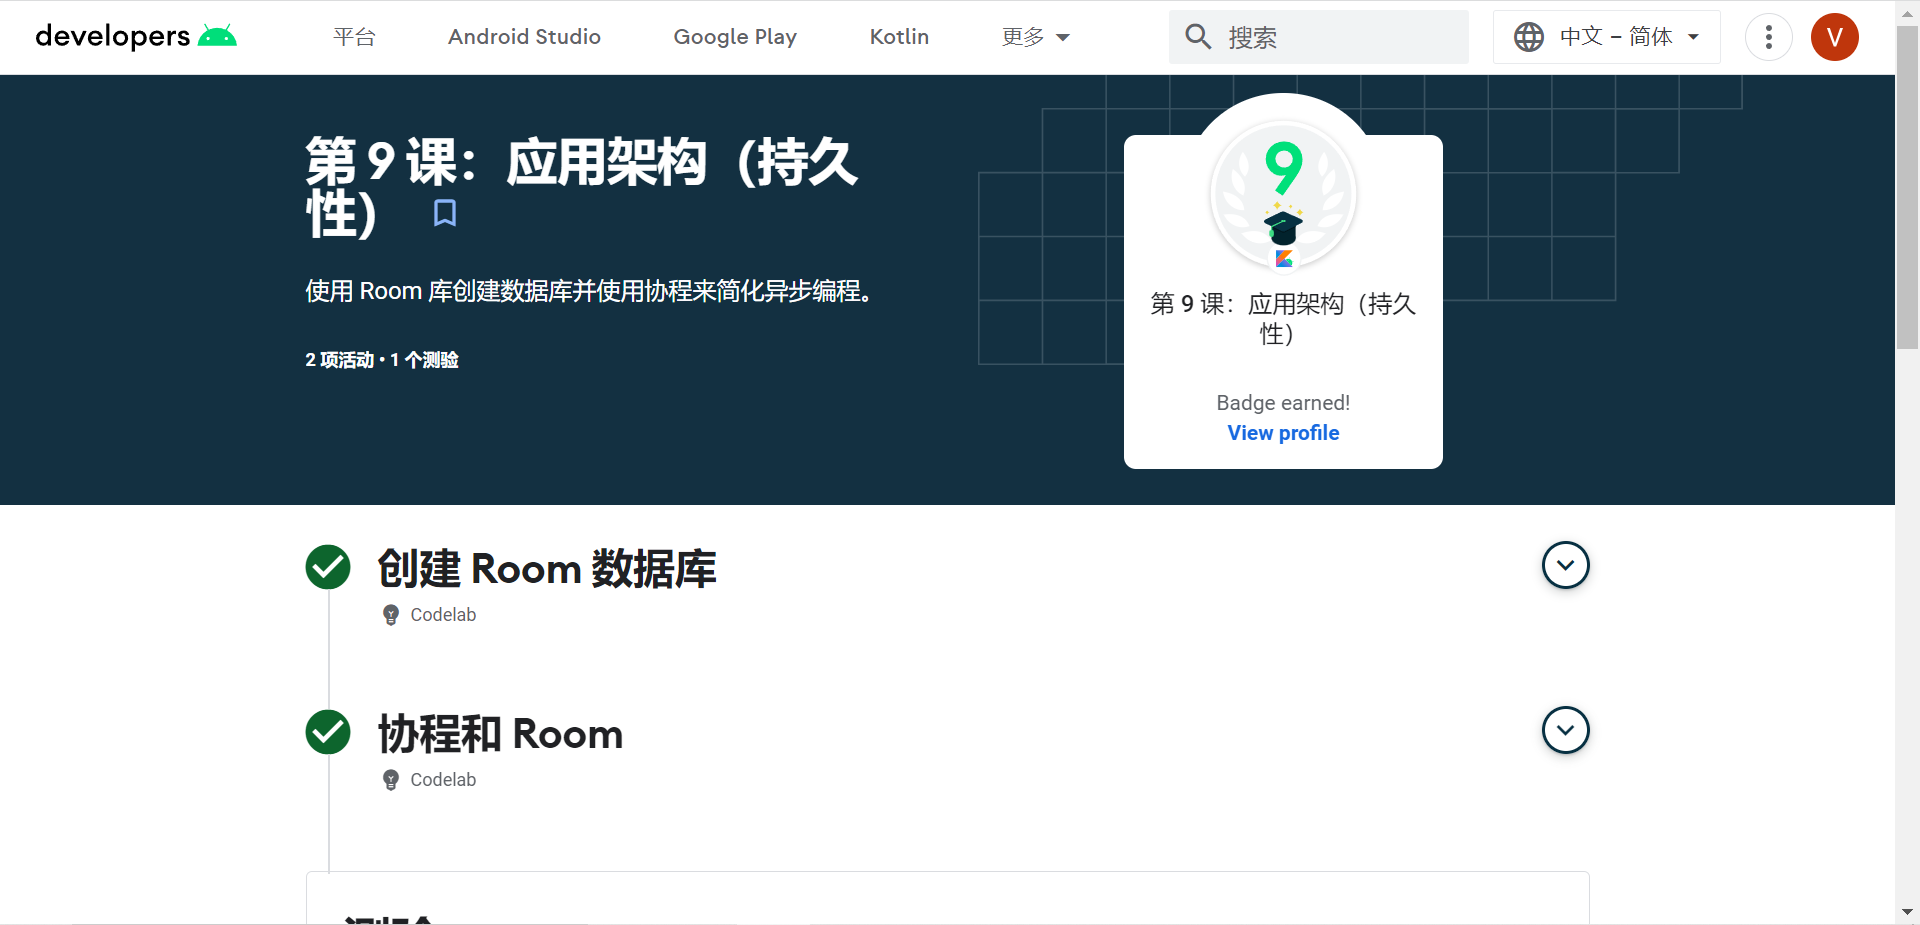 developers
平台
Android Studio
Google Play
Kotlin
更多
搜索
中文 – 简体
V
第 9 课：应用架构（持久
性）
使用 Room 库创建数据库并使用协程来简化异步编程。
2 项活动 • 1 个测验
9
第 9 课：应用架构（持久
性）
Badge earned!
View profile
创建 Room 数据库
Codelab
协程和 Room
Codelab